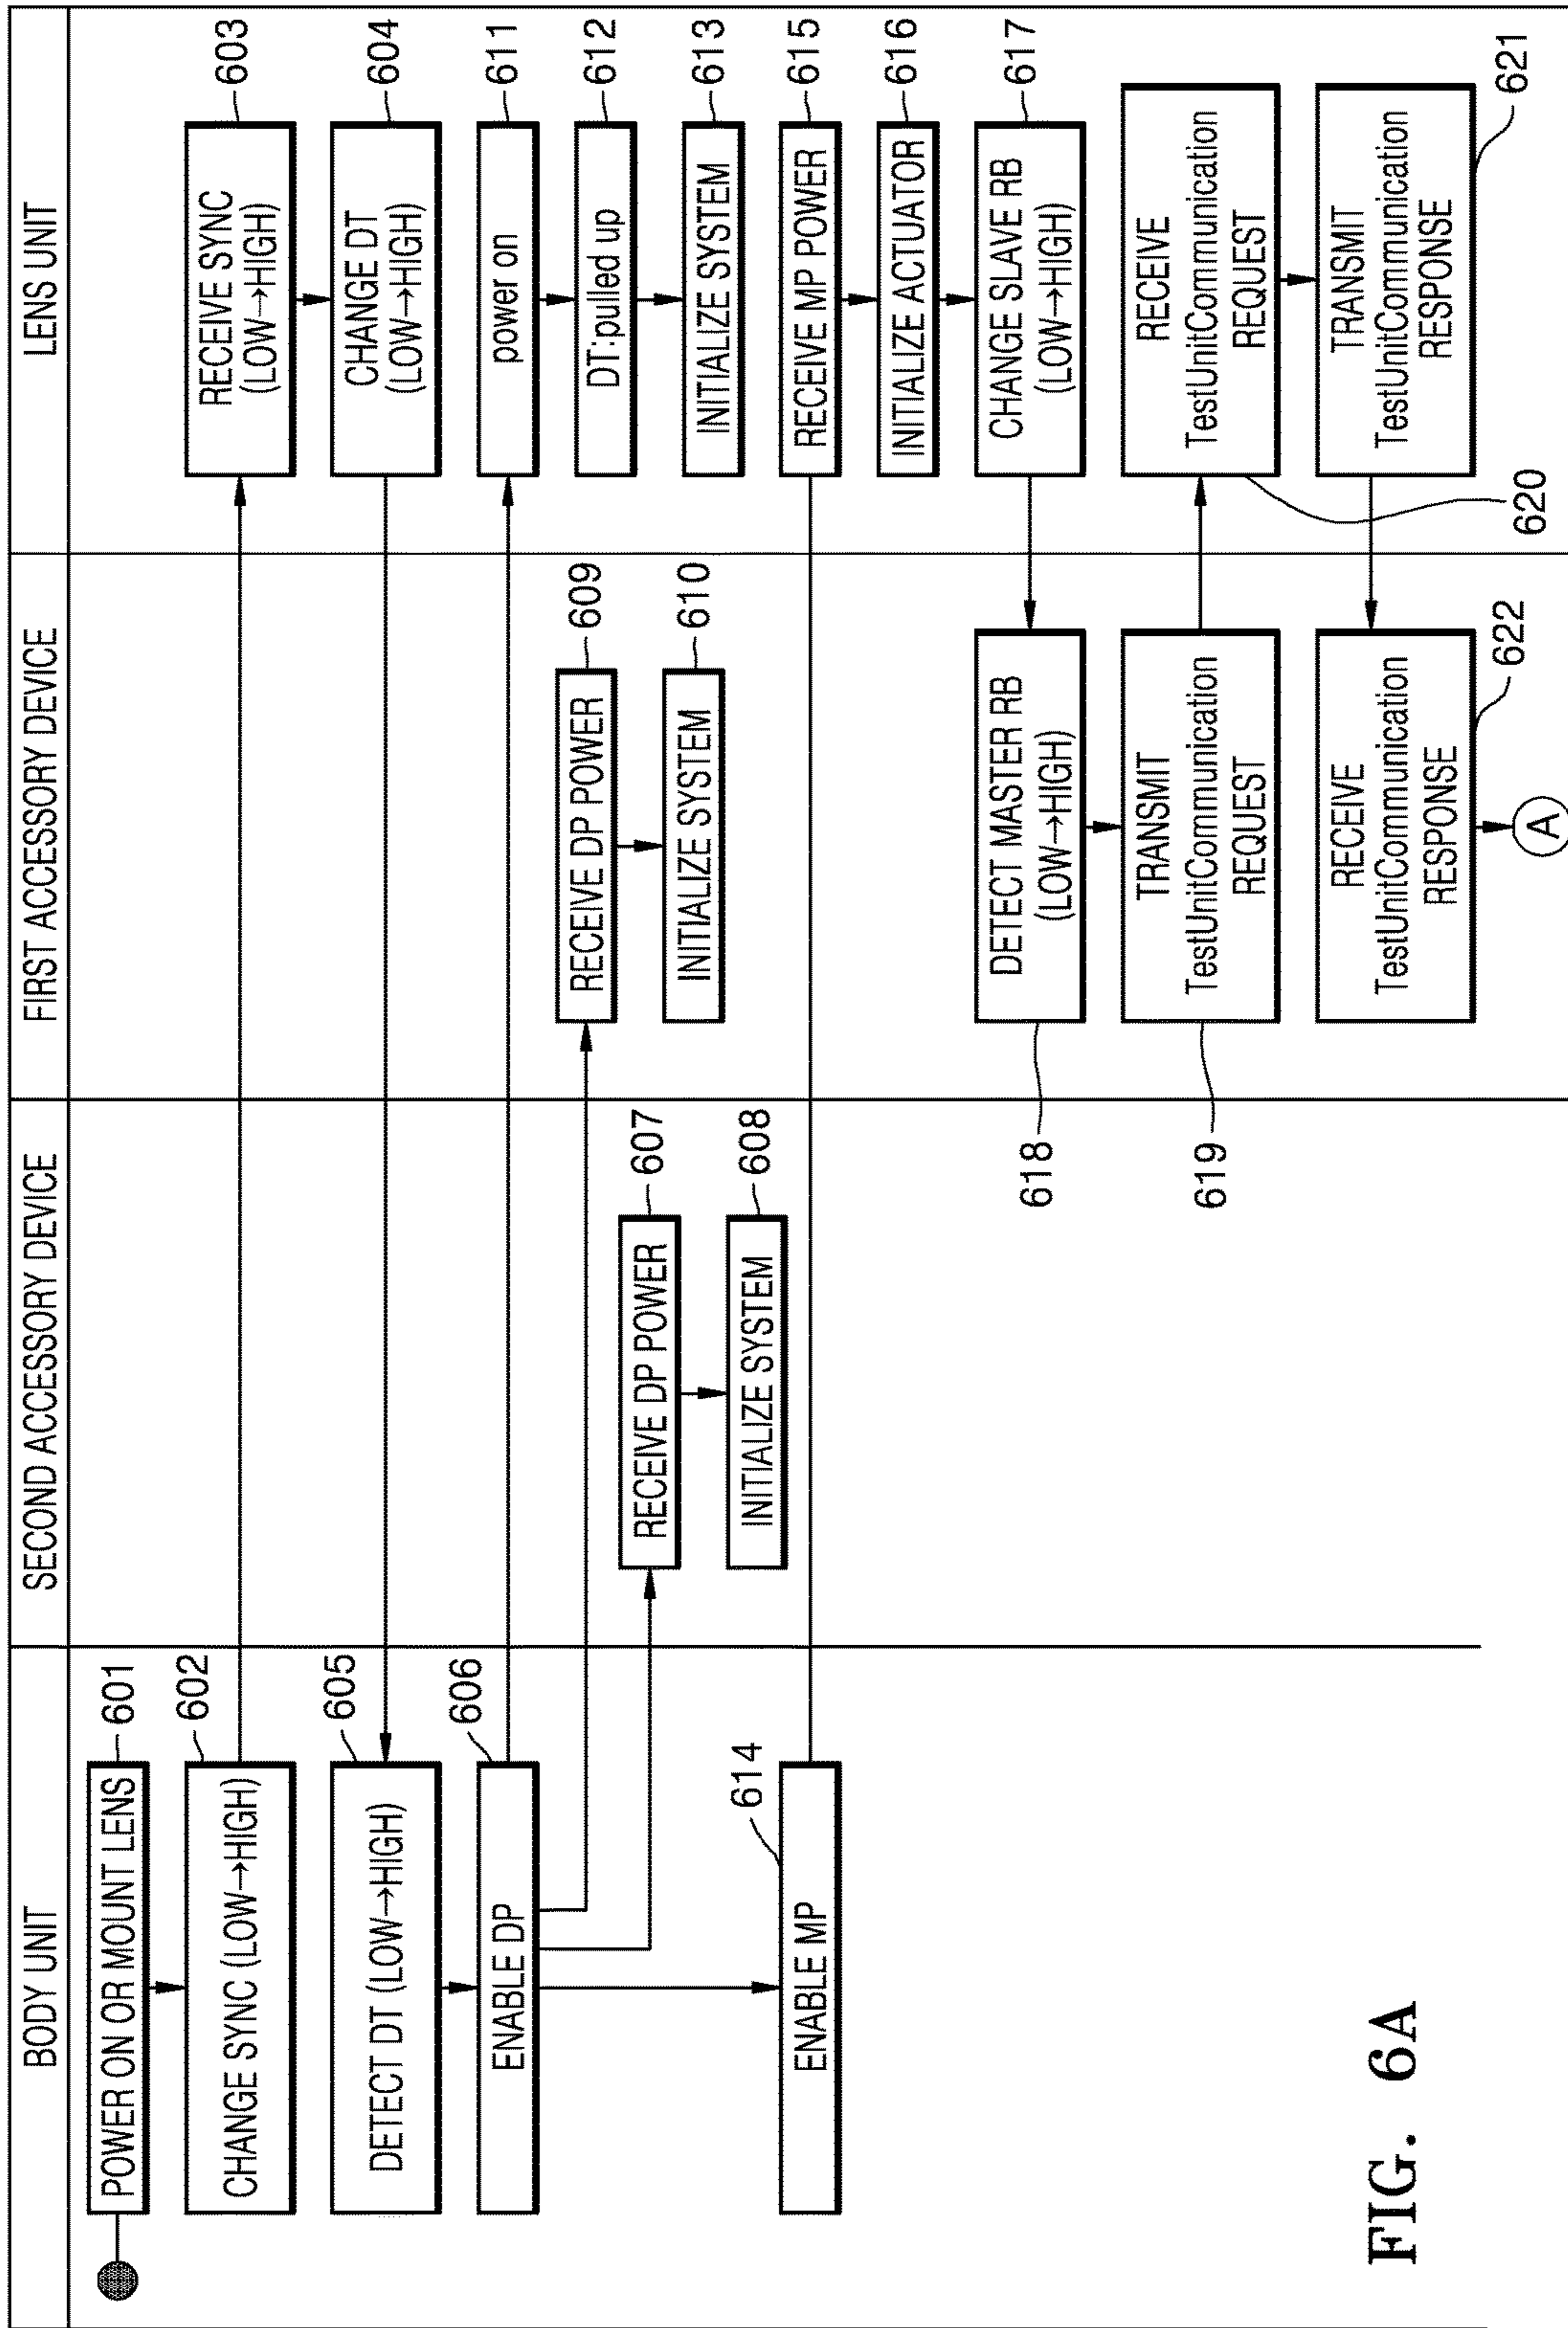 BODY UNIT
SECOND ACCESSORY DEVICE
FIRST ACCESSORY DEVICE
LENS UNIT
POWER ON OR MOUNT LENS
601
CHANGE SYNC (LOW→HIGH)
602
RECEIVE SYNC
(LOW→HIGH)
603
DETECT DT (LOW→HIGH)
605
CHANGE DT
(LOW→HIGH)
604
ENABLE DP
606
power on
611
RECEIVE DP POWER
609
DT:pulled up
612
RECEIVE DP POWER
607
INITIALIZE SYSTEM
610
INITIALIZE SYSTEM
613
INITIALIZE SYSTEM
608
ENABLE MP
614
RECEIVE MP POWER
615
INITIALIZE ACTUATOR
616
DETECT MASTER RB
(LOW→HIGH)
618
CHANGE SLAVE RB
(LOW→HIGH)
617
TRANSMIT
TestUnitCommunication
REQUEST
619
RECEIVE
TestUnitCommunication
REQUEST
620
RECEIVE
TestUnitCommunication
RESPONSE
622
TRANSMIT
TestUnitCommunication
RESPONSE
621
A
FIG. 6A